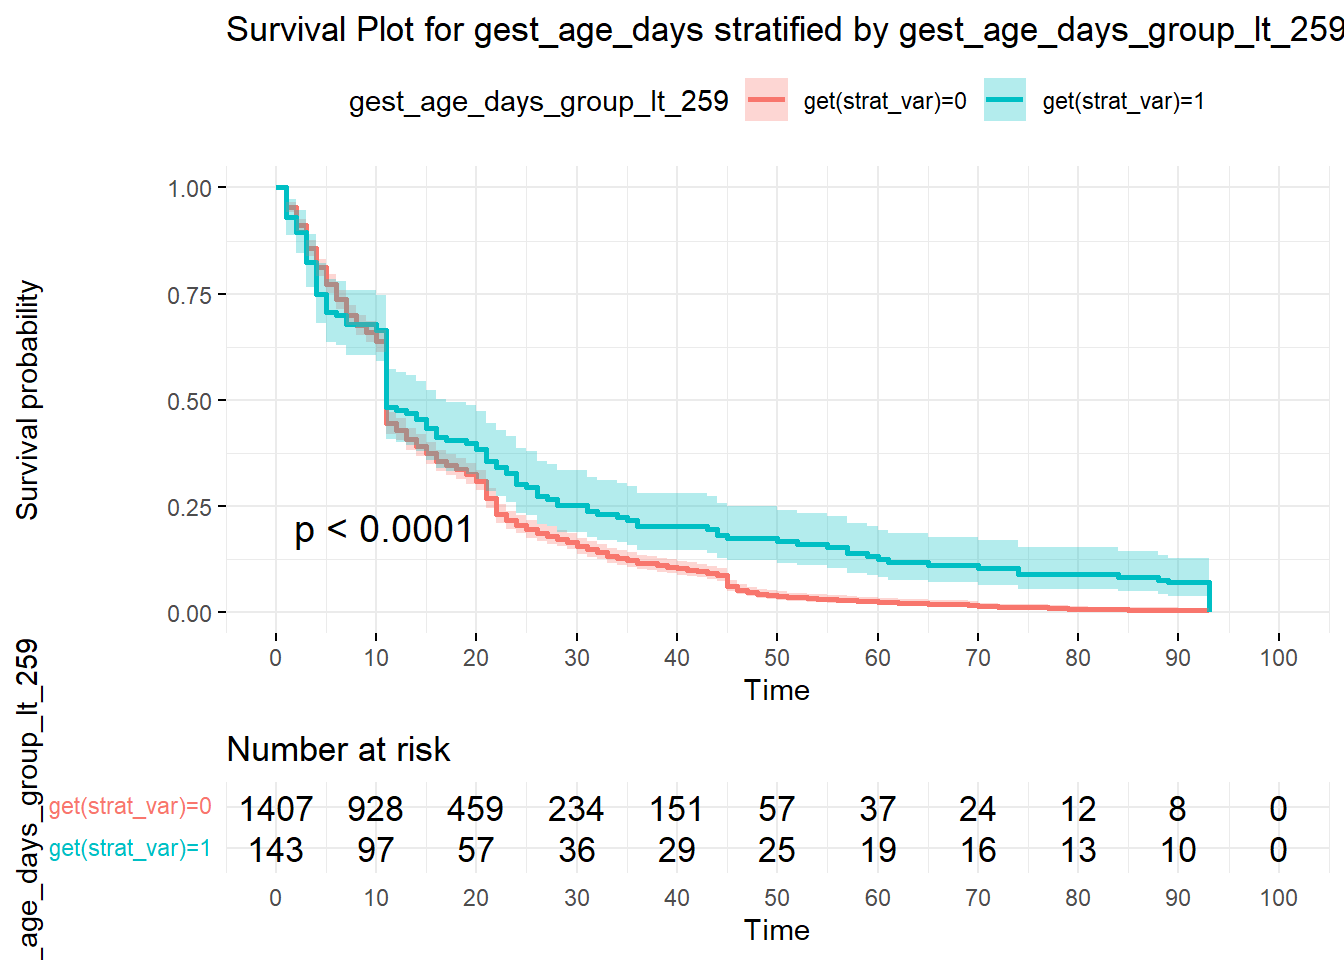 Survival Plot for gest_age_days stratified by gest_age_days_group_lt_259
gest_age_days_group_lt_259 get(strat_var)=0 get(strat_var)=1
Survival probability
1.00
0.75
0.50
0.25
0.00
p < 0.0001
0 10 20 30 40 50 60 70 80 90 100
Time
Number at risk
_age_days_group_lt_259
get(strat_var)=0 1407 928 459 234 151 57 37 24 12 8 0
get(strat_var)=1 143 97 57 36 29 25 19 16 13 10 0
0 10 20 30 40 50 60 70 80 90 100
Time